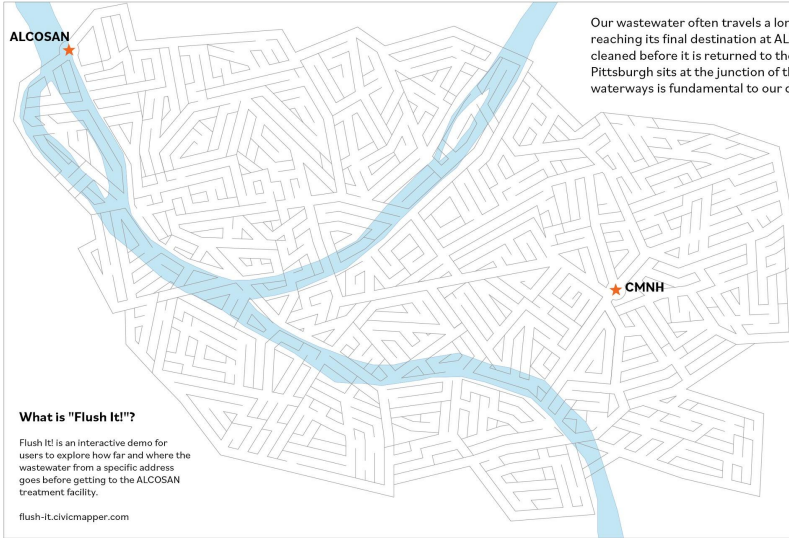 ALCOSAN
Our wastewater often travels a lo
reaching its final destination at AL
cleaned before it is returned to the
Pittsburgh sits at the junction of t
waterways is fundamental to our
CMNH
What is "Flush It!"?
Flush It! is an interactive demo for
users to explore how far and where the
wastewater from a specific address
goes before getting to the ALCOSAN
treatment facility.
flush-it.civicmapper.com